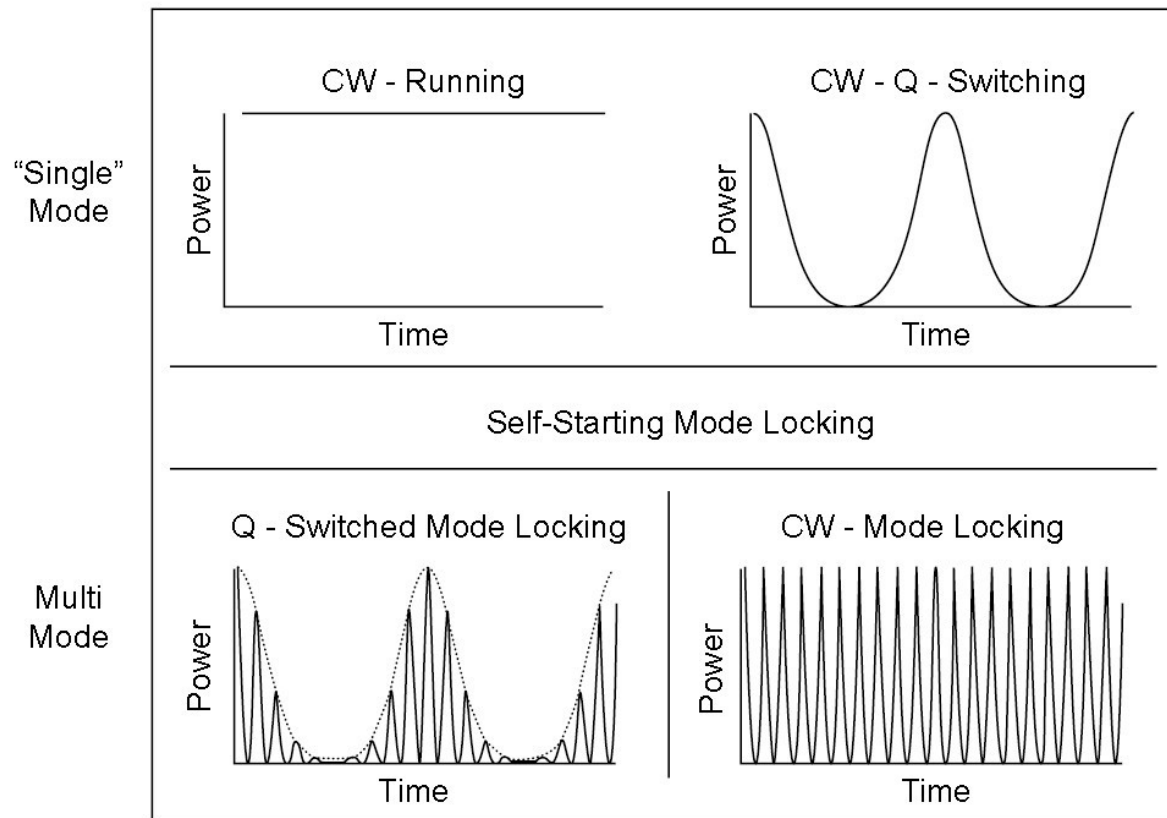 CW - Running
CW - Q - Switching
“Single”
Mode
Power
Power
Time
Time
Self-Starting Mode Locking
Q - Switched Mode Locking
CW - Mode Locking
Multi
Mode
Power
Power
Time
Time